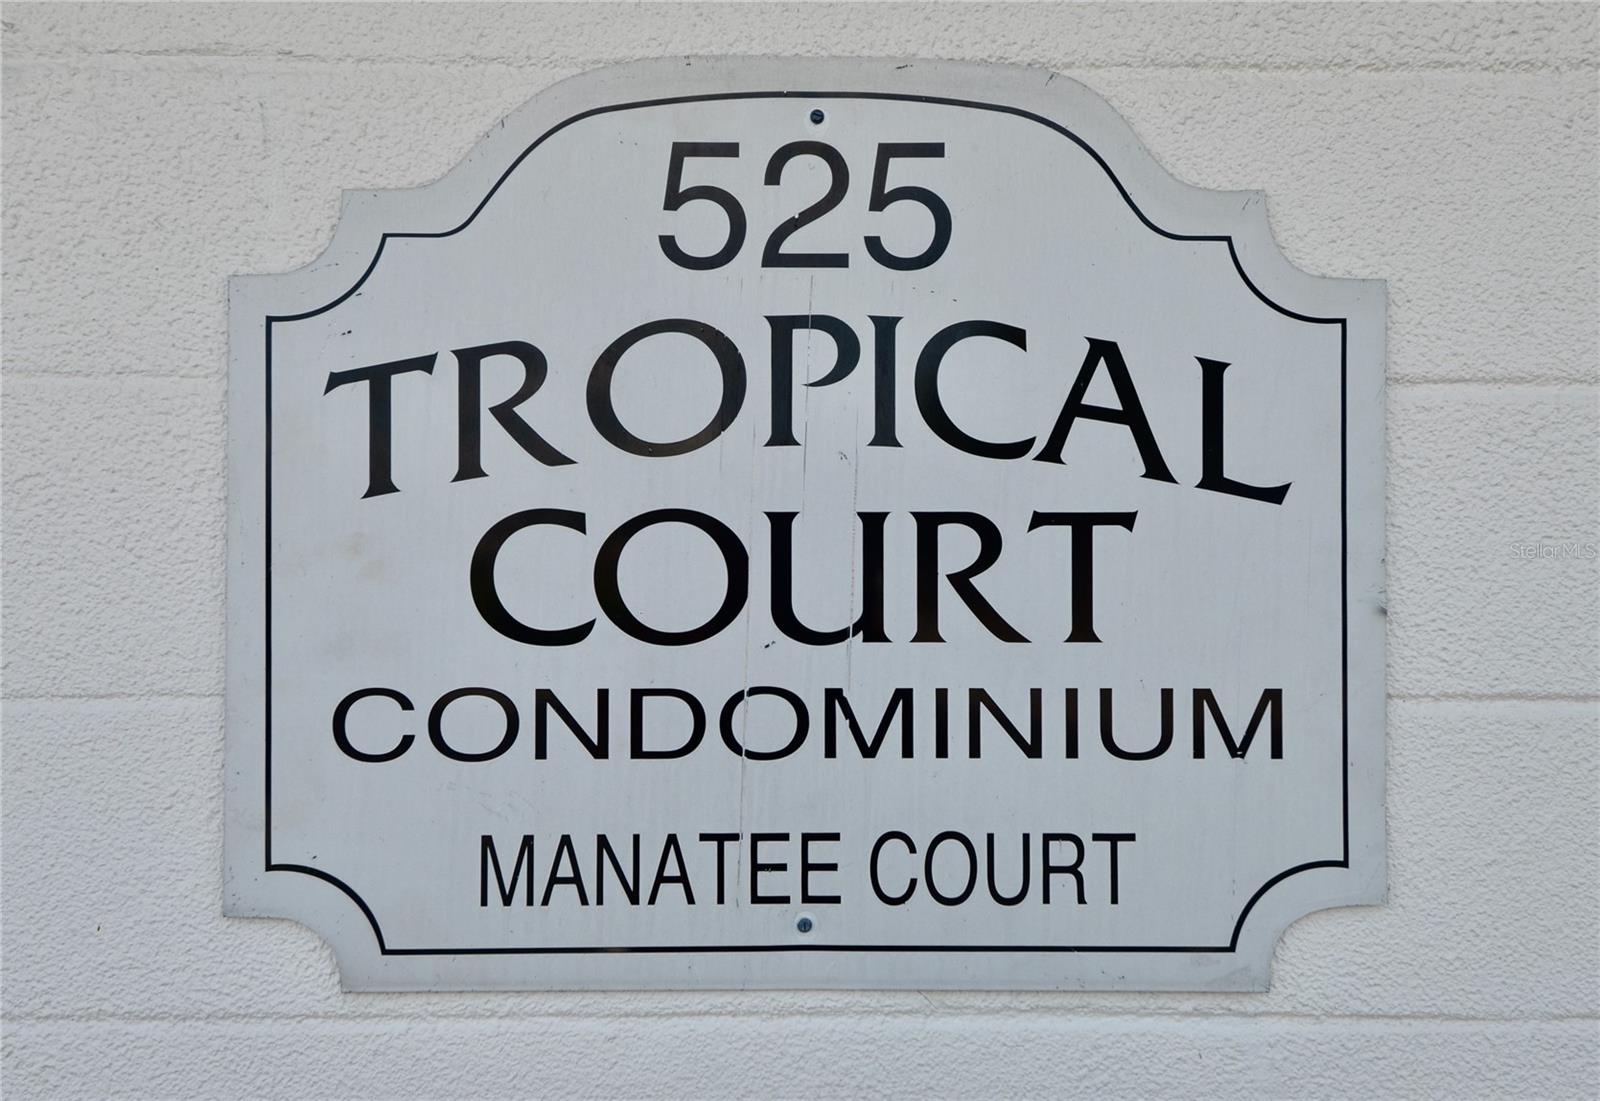 525
TROPICAL
COURT
CONDOMINIUM
MANATEE COURT
StellarMLS